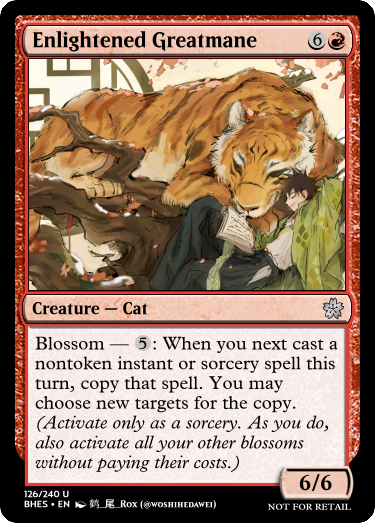 Enlightened Greatmane 6
Creature — Cat
Blossom — 5: When you next cast a
nontoken instant or sorcery spell this
turn, copy that spell. You may
choose new targets for the copy.
(Activate only as a sorcery. As you do,
also activate all your other blossoms
without paying their costs.)
6/6
126/240 U
BHES • EN 鹤_尾_Rox (@WOSHIHEDAWEI)
NOT FOR RETAIL